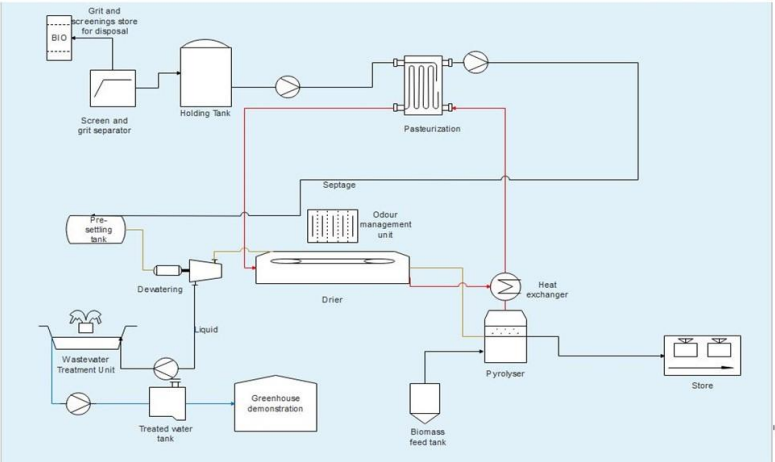 Grit and
screenings store
for disposal
BIO
Screen and
grit separator
Holding Tank
Pasteurization
Septage
Pre-
settling
tank
Odour
management
unit
Dewatering
Drier
Heat
exchanger
Liquid
Wastewater
Treatment Unit
Pyrolyser
Store
Greenhouse
demonstration
Treated water
tank
Biomass
feed tank